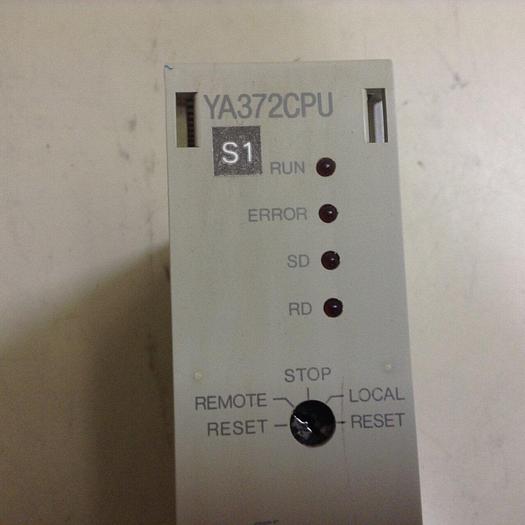 YA372CPU
S1
RUN
ERROR
SD
RD
STOP
REMOTE LOCAL
RESET RESET